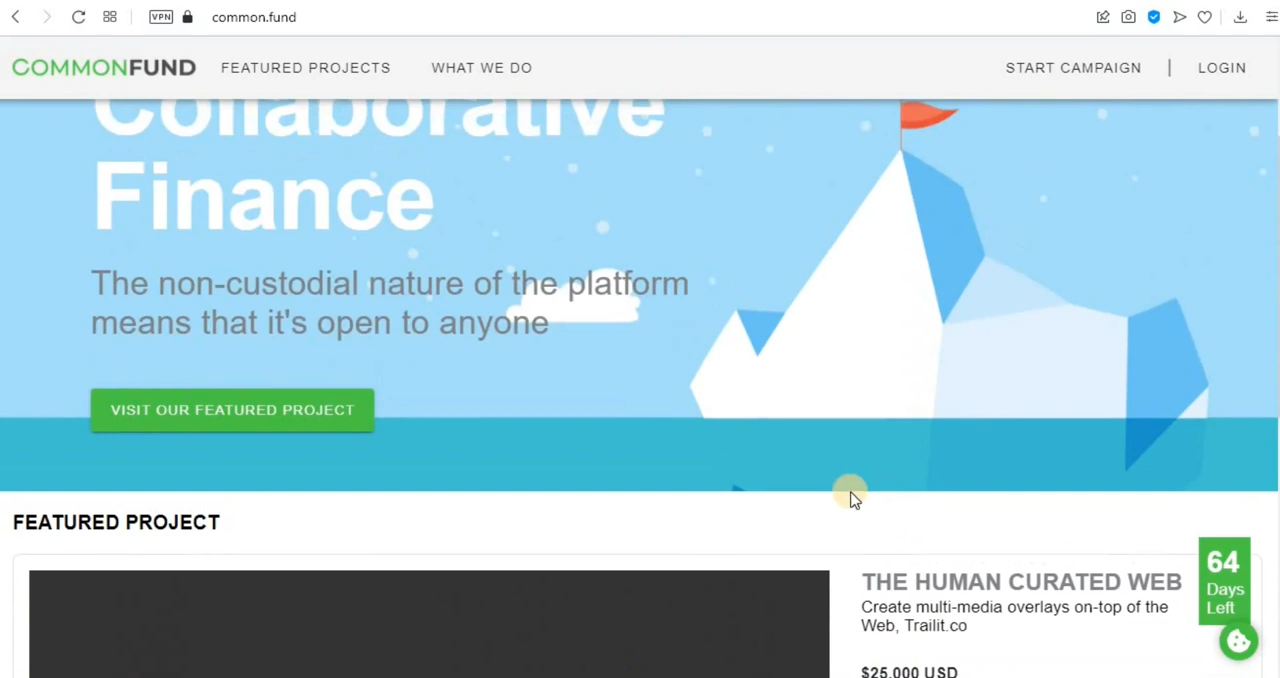 VPN common.fund
COMMONFUND FEATURED PROJECTS WHAT WE DO START CAMPAIGN | LOGIN
Collaborative
Finance
The non-custodial nature of the platform
means that it's open to anyone
VISIT OUR FEATURED PROJECT
FEATURED PROJECT
THE HUMAN CURATED WEB
Create multi-media overlays on-top of the
Web, Trailit.co
$25,000 USD
64
Days
Left